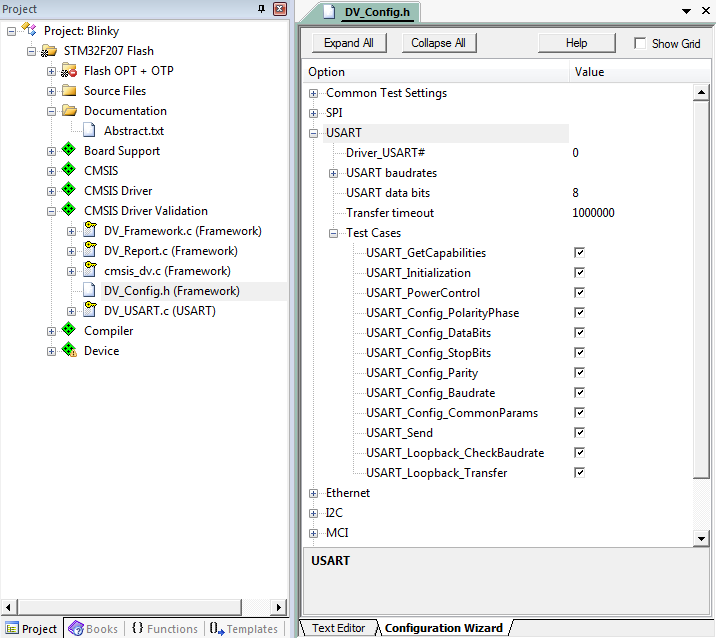 Project
Project: Blinky
STM32F207 Flash
Flash OPT + OTP
Source Files
Documentation
Abstract.txt
Board Support
CMSIS
CMSIS Driver
CMSIS Driver Validation
DV_Framework.c (Framework)
DV_Report.c (Framework)
cmsis_dv.c (Framework)
DV_Config.h (Framework)
DV_USART.c (USART)
Compiler
Device
Project Books {} Functions 0 Templates
DV_Config.h
Expand All Collapse All Help Show Grid
Option Value
Common Test Settings
SPI
USART
Driver_USART# 0
USART baudrates
USART data bits 8
Transfer timeout 1000000
Test Cases
USART_GetCapabilities
USART_Initialization
USART_PowerControl
USART_Config_PolarityPhase
USART_Config_DataBits
USART_Config_StopBits
USART_Config_Parity
USART_Config_Baudrate
USART_Config_CommonParams
USART_Send
USART_Loopback_CheckBaudrate
USART_Loopback_Transfer
Ethernet
I2C
MCI
USART
Text Editor Configuration Wizard